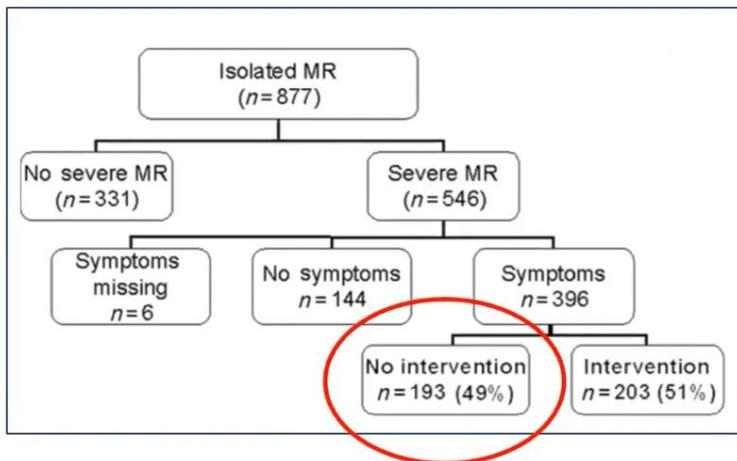 Isolated MR
(n=877)
No severe MR
(n=331)
Severe MR
(n=546)
Symptoms
missing
n=6
No symptoms
n=144
Symptoms
n=396
No intervention
n=193 (49%)
Intervention
n=203 (51%)